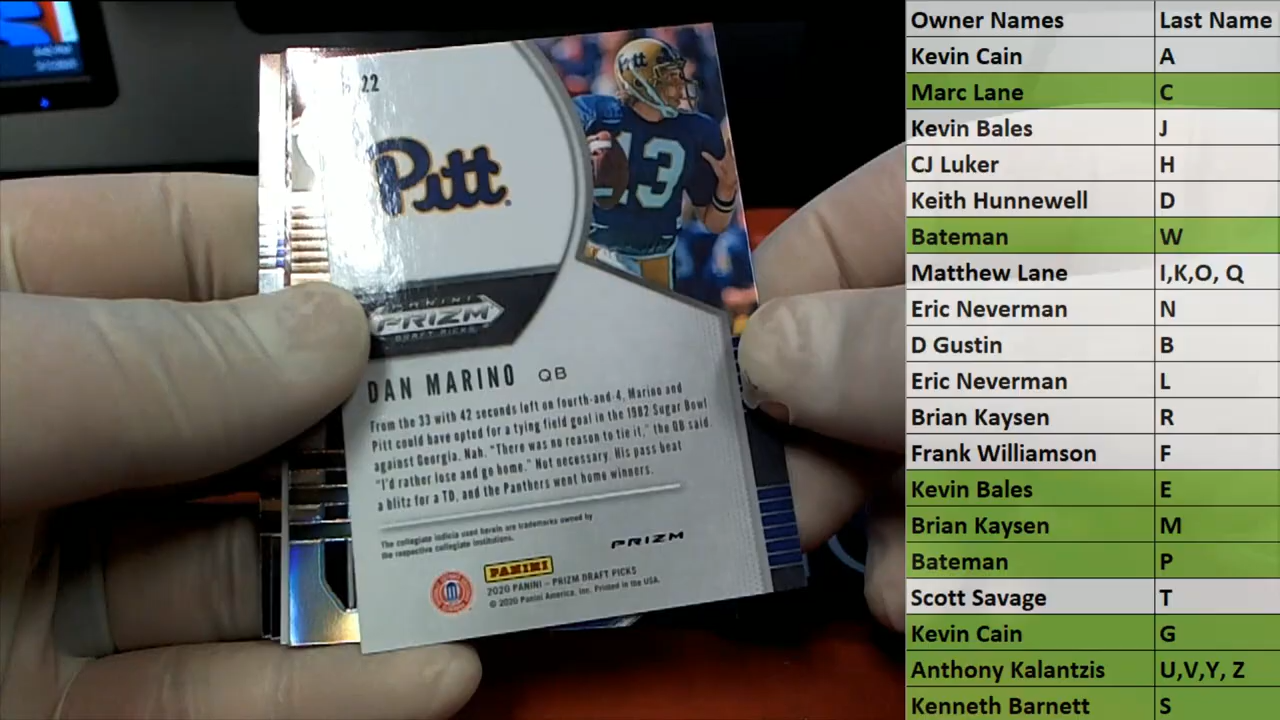 22
Pitt
Pitt
13
PANINI
PRIZM
DRAFT PICKS
DAN MARINO QB
From the 33 with 42 seconds left on fourth-and-4, Marino and
Pitt could have opted for a tying field goal in the 1982 Sugar Bowl
against Georgia. Nah. "There was no reason to tie it," the QB said.
"I'd rather lose and go home." Not necessary. His pass beat
a blitz for a TD, and the Panthers went home winners.
The collegiate indicia used herein are trademarks owned by
the respective collegiate institutions.
PRIZM
PANINI
2020 PANINI – PRIZM DRAFT PICKS
© 2020 Panini America, Inc. Printed in the USA.
Owner Names Last Name
Kevin Cain A
Marc Lane C
Kevin Bales J
CJ Luker H
Keith Hunnewell D
Bateman W
Matthew Lane I,K,O, Q
Eric Neverman N
D Gustin B
Eric Neverman L
Brian Kaysen R
Frank Williamson F
Kevin Bales E
Brian Kaysen M
Bateman P
Scott Savage T
Kevin Cain G
Anthony Kalantzis U,V,Y, Z
Kenneth Barnett S